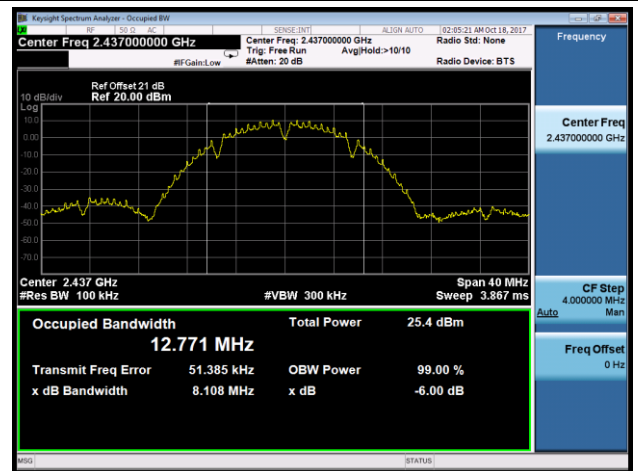 Keysight Spectrum Analyzer - Occupied BW
RF 50 Ω AC SENSE:INT ALIGN AUTO 02:05:21 AM Oct 18, 2017
Center Freq 2.437000000 GHz Center Freq: 2.437000000 GHz Radio Std: None
Trig: Free Run Avg|Hold:>10/10
#IFGain:Low #Atten: 20 dB Radio Device: BTS
Ref Offset 21 dB
10 dB/div Ref 20.00 dBm
Log
10.0
0.00
-10.0
-20.0
-30.0
-40.0
-50.0
-60.0
-70.0
Center 2.437 GHz Span 40 MHz
#Res BW 100 kHz #VBW 300 kHz Sweep 3.867 ms
Occupied Bandwidth Total Power 25.4 dBm
12.771 MHz
Transmit Freq Error 51.385 kHz OBW Power 99.00 %
x dB Bandwidth 8.108 MHz x dB -6.00 dB
MSG STATUS
Frequency
Center Freq
2.437000000 GHz
CF Step
4.000000 MHz
Auto Man
Freq Offset
0 Hz